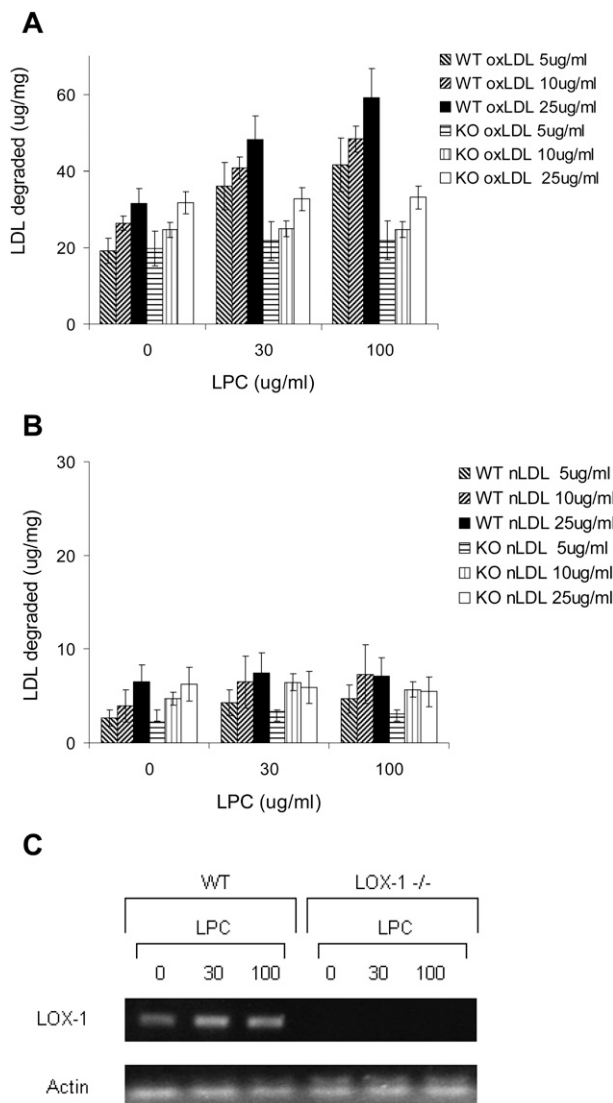 A
LDL degraded (ug/mg)
60
40
20
0
0 30 100
LPC (ug/ml)
WT oxLDL 5ug/ml
WT oxLDL 10ug/ml
WT oxLDL 25ug/ml
KO oxLDL 5ug/ml
KO oxLDL 10ug/ml
KO oxLDL 25ug/ml
B
LDL degraded (ug/mg)
30
20
10
0
0 30 100
LPC (ug/ml)
WT nLDL 5ug/ml
WT nLDL 10ug/ml
WT nLDL 25ug/ml
KO nLDL 5ug/ml
KO nLDL 10ug/ml
KO nLDL 25ug/ml
C
WT LOX-1 -/-
LPC LPC
0 30 100 0 30 100
LOX-1
Actin